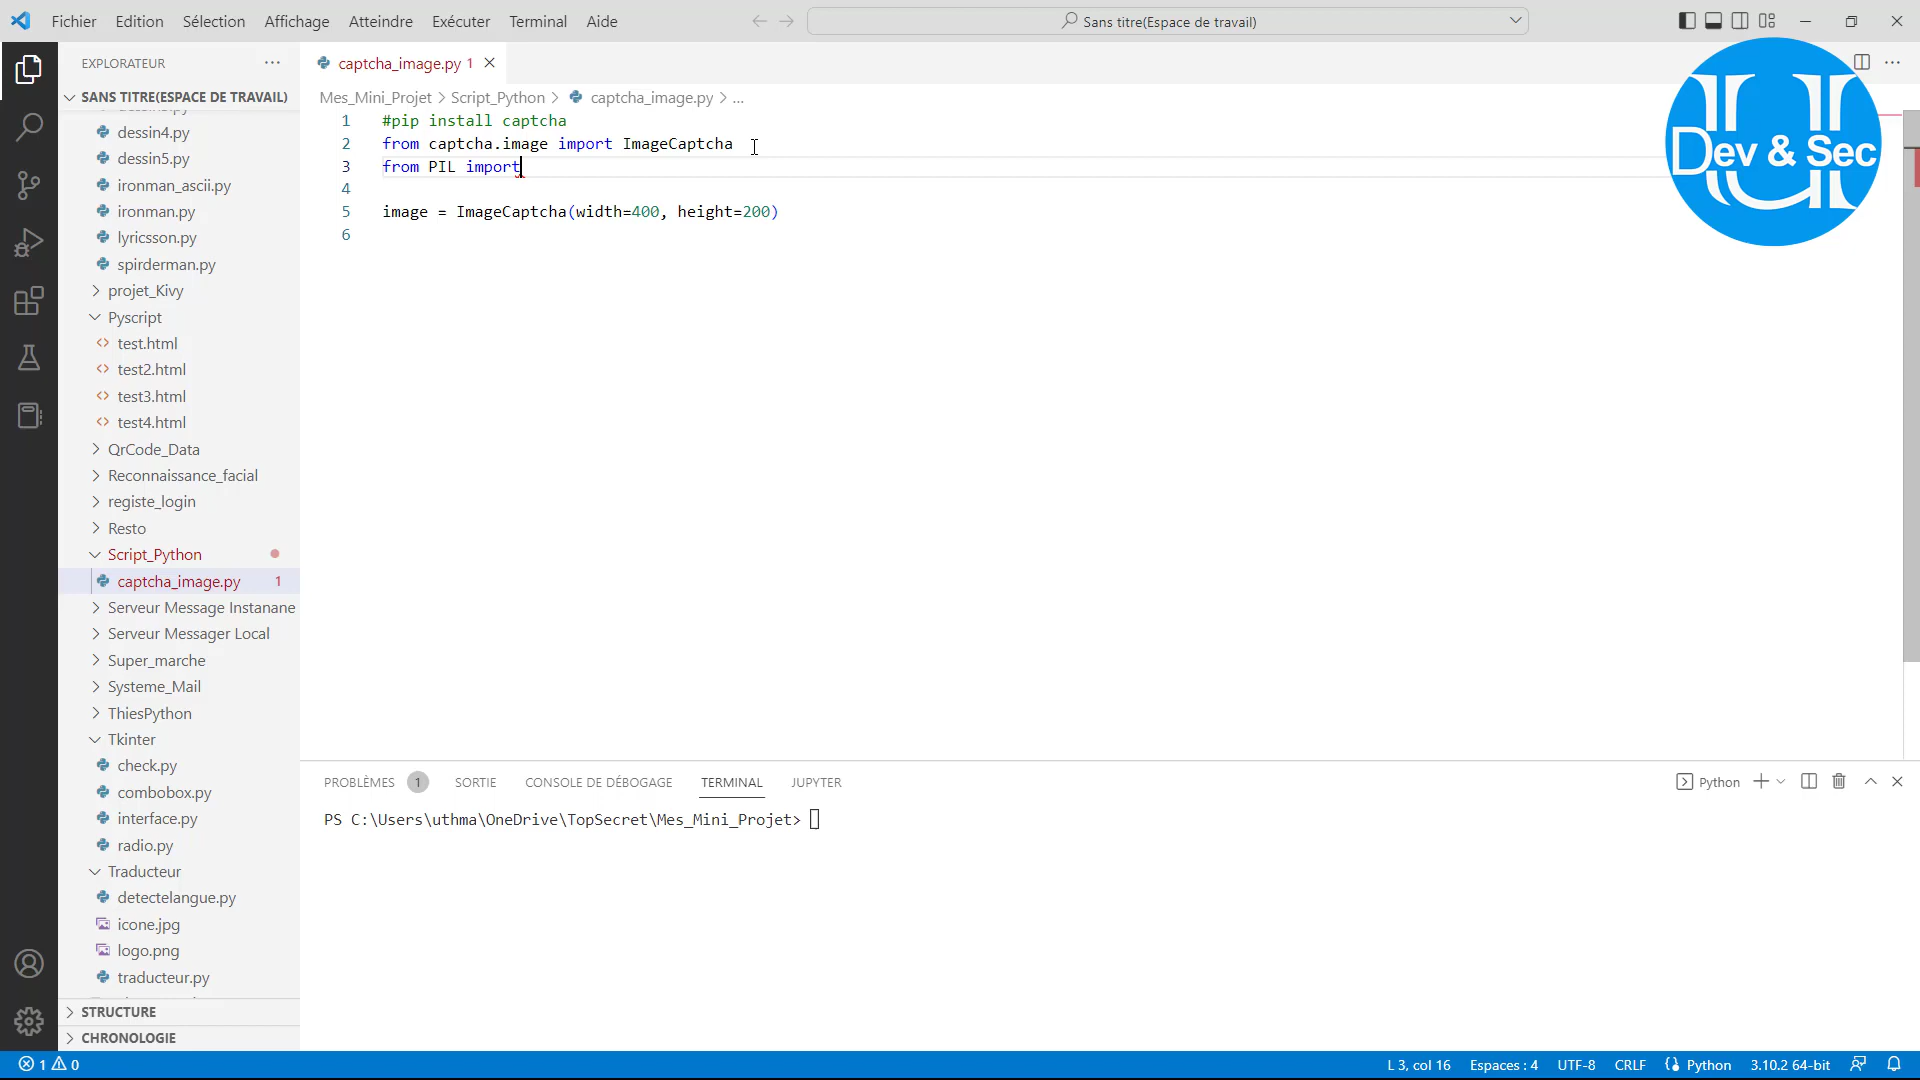 Fichier Edition Sélection Affichage Atteindre Exécuter Terminal Aide
Sans titre(Espace de travail)
EXPLORATEUR
SANS TITRE(ESPACE DE TRAVAIL)
dessin4.py
dessin5.py
ironman_ascii.py
ironman.py
lyricsson.py
spirderman.py
projet_Kivy
Pyscript
test.html
test2.html
test3.html
test4.html
QrCode_Data
Reconnaissance_facial
registe_login
Resto
Script_Python
captcha_image.py 1
Serveur Message Instanane
Serveur Messager Local
Super_marche
Systeme_Mail
ThiesPython
Tkinter
check.py
combobox.py
interface.py
radio.py
Traducteur
detectelangue.py
icone.jpg
logo.png
traducteur.py
STRUCTURE
CHRONOLOGIE
captcha_image.py 1
Mes_Mini_Projet > Script_Python > captcha_image.py > ...
1 #pip install captcha
2 from captcha.image import ImageCaptcha
3 from PIL import
4
5 image = ImageCaptcha(width=400, height=200)
6
Dev & Sec
PROBLÈMES 1 SORTIE CONSOLE DE DÉBOGAGE TERMINAL JUPYTER
Python
PS C:\Users\uthma\OneDrive\TopSecret\Mes_Mini_Projet>
1 0
L 3, col 16 Espaces : 4 UTF-8 CRLF Python 3.10.2 64-bit